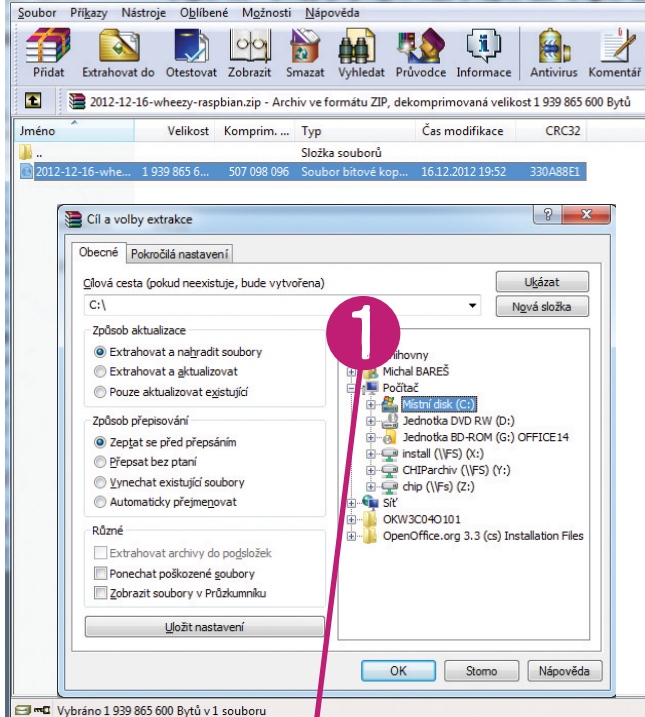 Soubor Příkazy Nástroje Oblíbené Možnosti Nápověda
Přidat Extrahovat do Otestovat Zobrazit Smazat Vyhledat Průvodce Informace Antivirus Komentář
2012-12-16-wheezy-raspbian.zip - Archiv ve formátu ZIP, dekomprimovaná velikost 1 939 865 600 Bytů
Jméno Velikost Komprim. ... Typ Čas modifikace CRC32
.. Složka souborů
2012-12-16-whe... 1 939 865 6... 507 098 096 Soubor bitové kop... 16.12.2012 19:52 330A88E1
Cíl a volby extrakce
Obecné Pokročilá nastavení
Cílová cesta (pokud neexistuje, bude vytvořena)
Ukázat
C:\
Nová složka
Způsob aktualizace
Extrahovat a nahradit soubory
Extrahovat a aktualizovat
Pouze aktualizovat existující
Způsob přepisování
Zeptat se před přepsáním
Přepsat bez ptaní
Vynechat existující soubory
Automaticky přejmenovat
Různé
Extrahovat archivy do podsložek
Ponechat poškozené soubory
Zobrazit soubory v Průzkumníku
Uložit nastavení
1
Michal BAREŠ
Počítač
Místní disk (C:)
Jednotka DVD RW (D:)
Jednotka BD-ROM (G:) OFFICE14
install (\\FS) (X:)
CHIParchiv (\\FS) (Y:)
chip (\\Fs) (Z:)
Síť
OKW3C04O101
OpenOffice.org 3.3 (cs) Installation Files
OK Storno Nápověda
Vybráno 1 939 865 600 Bytů v 1 souboru